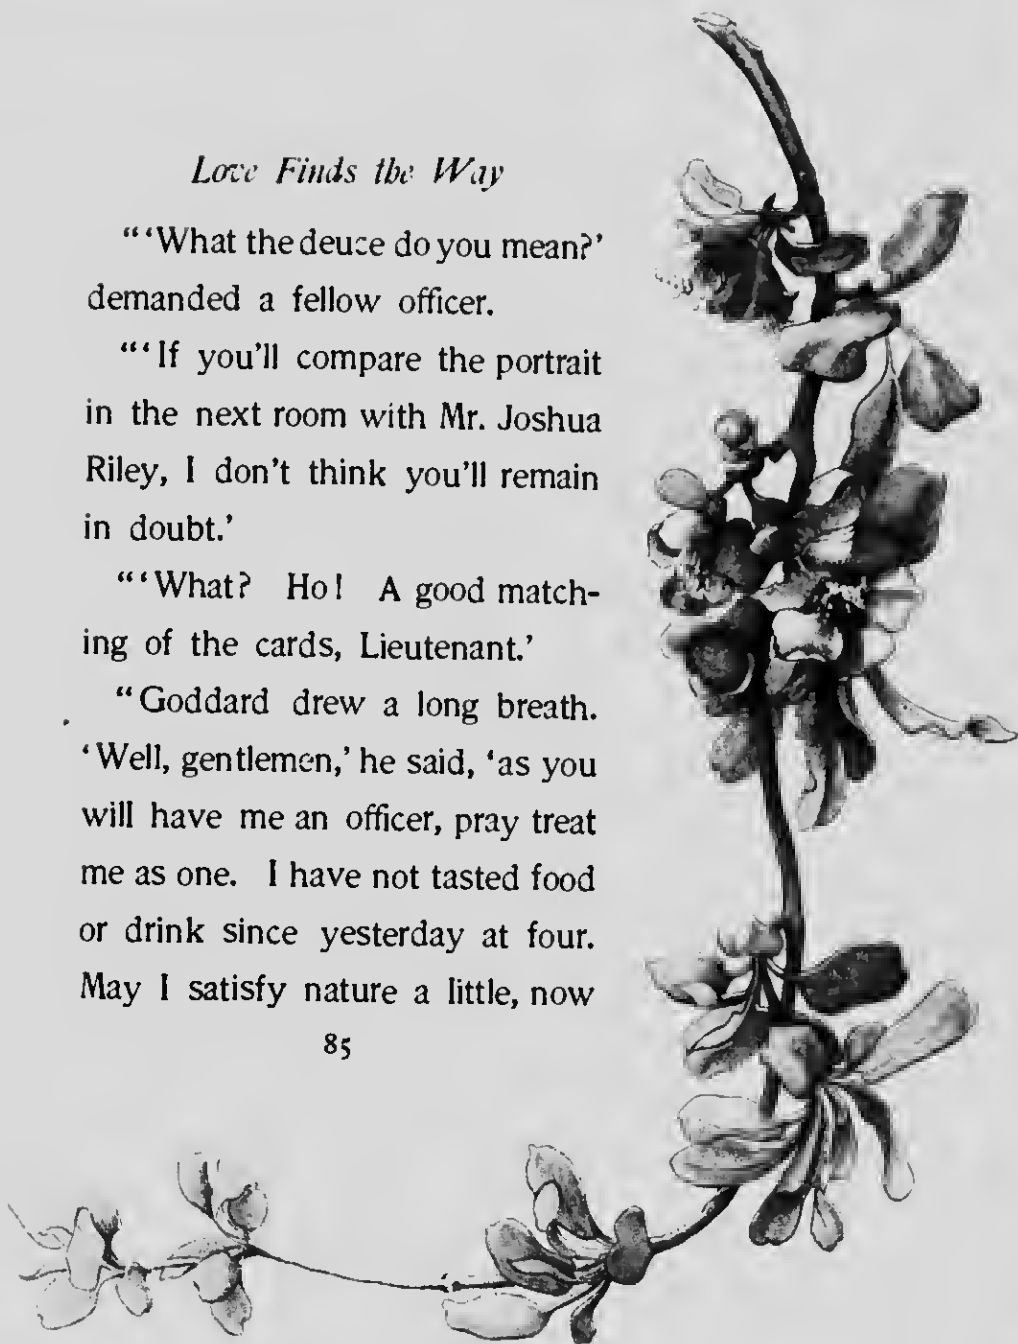 Love Finds the Way
"'What the deuce do you mean?'
demanded a fellow officer.
"'If you'll compare the portrait
in the next room with Mr. Joshua
Riley, I don't think you'll remain
in doubt.'
"'What? Ho! A good match-
ing of the cards, Lieutenant.'
"Goddard drew a long breath.
'Well, gentlemen,' he said, 'as you
will have me an officer, pray treat
me as one. I have not tasted food
or drink since yesterday at four.
May I satisfy nature a little, now
85